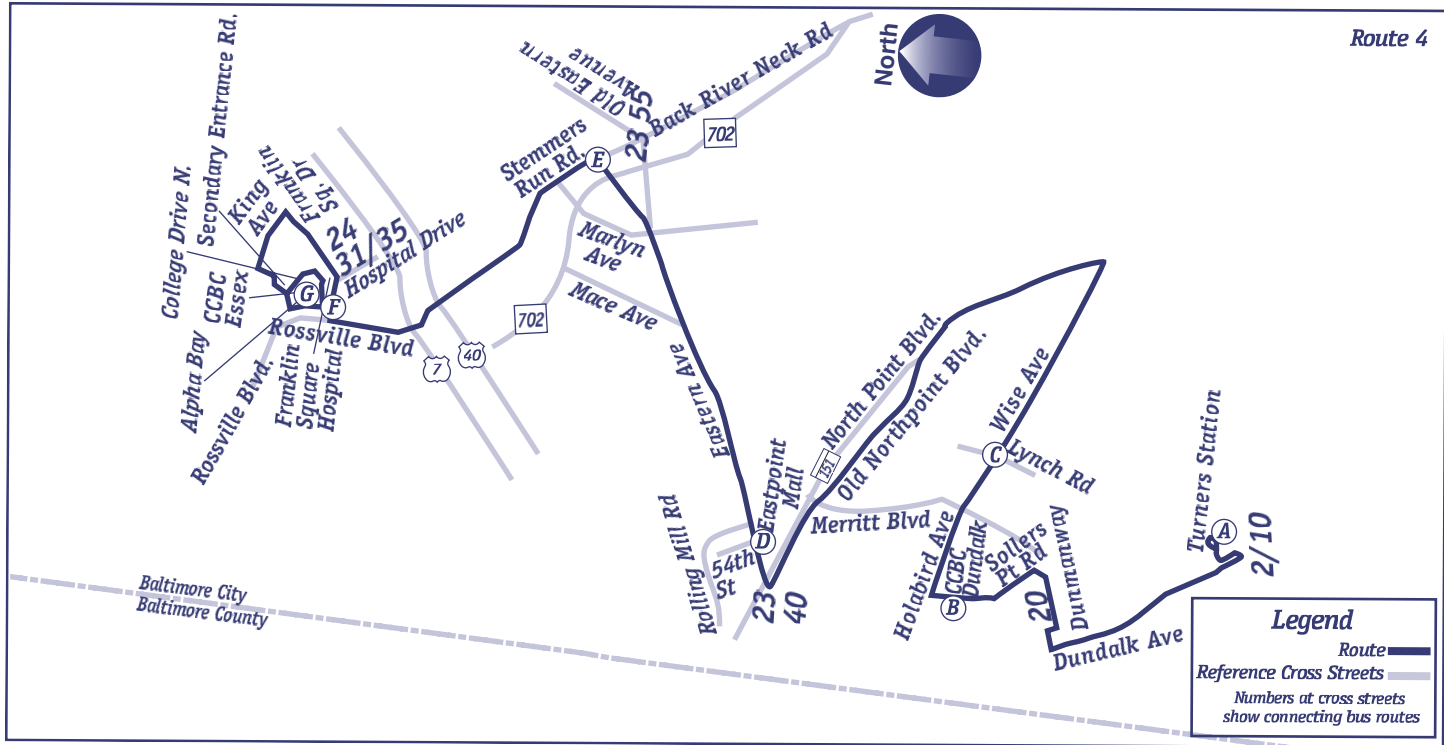 Route 4
North
Secondary Entrance Rd.
College Drive N.
King
Ave
Franklin
Sq. Dr
24
31/35
Hospital Drive
CCBC
Essex
Alpha Bay
G
F
Rossville Blvd
Rossville Blvd.
Franklin
Square
Hospital
7
40
Stemmers
Run Rd.
E
Old Eastern
Avenue
23 55
Back River Neck Rd
702
Marlyn
Ave
Mace Ave
702
Eastern Ave
North Point Blvd.
Old Northpoint Blvd.
151
Eastpoint
Mall
D
Rolling Mill Rd
54th
St
23
40
Merritt Blvd
Wise Ave
C
Lynch Rd
Holabird Ave
CCBC
Dundalk
B
Sollers
Pt Rd
20
Dunmanway
Dundalk Ave
Turners Station
A
2/10
Baltimore City
Baltimore County
Legend
Route
Reference Cross Streets
Numbers at cross streets
show connecting bus routes